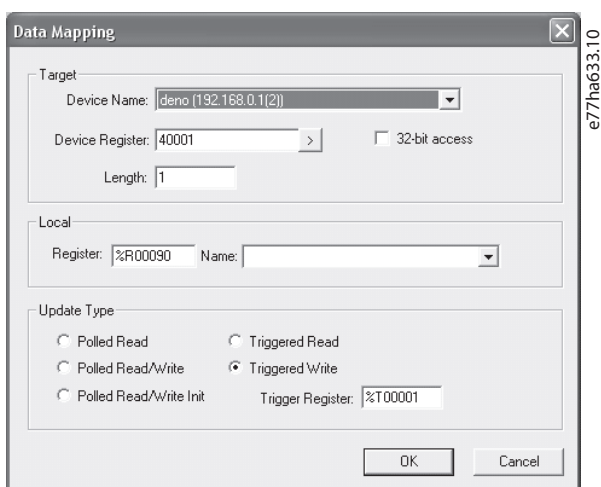 Data Mapping
Target
Device Name: deno (192.168.0.1(2))
Device Register: 40001 > 32-bit access
Length: 1
Local
Register: %R00090 Name:
Update Type
Polled Read Triggered Read
Polled Read/Write Triggered Write
Polled Read/Write Init Trigger Register: %T00001
OK Cancel
e77ha633.10